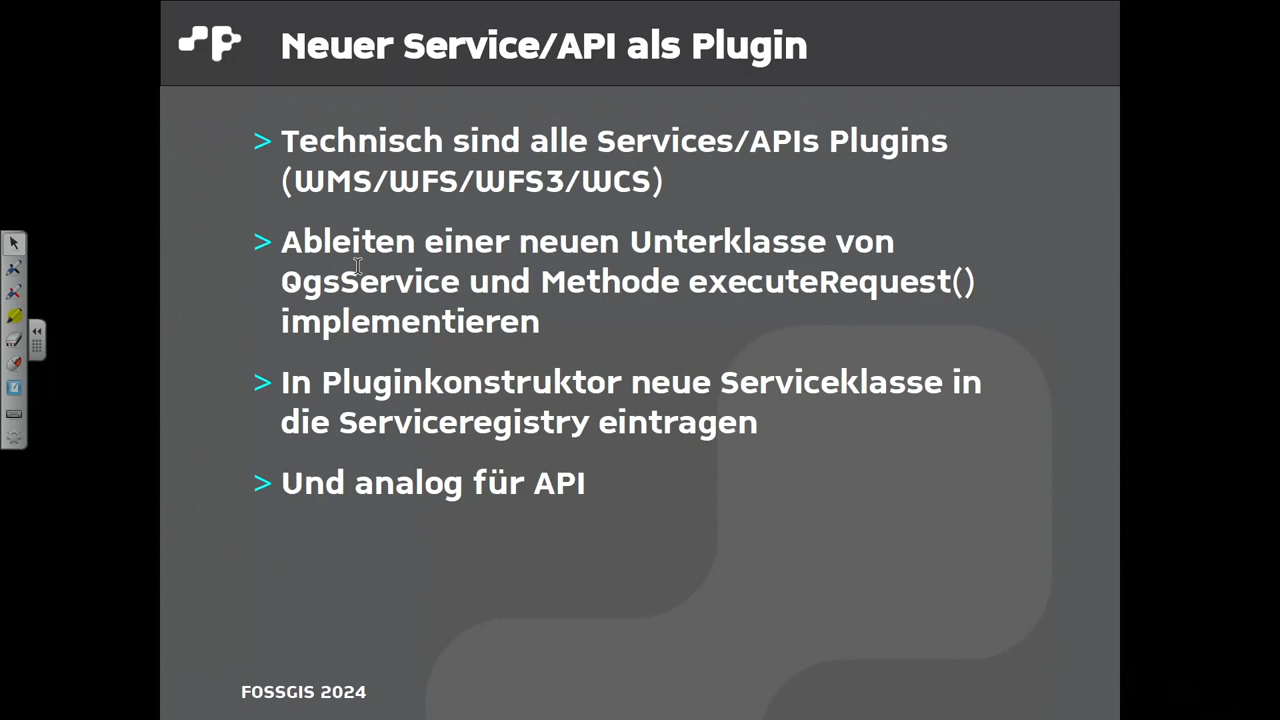 Neuer Service/API als Plugin
> Technisch sind alle Services/APIs Plugins
(WMS/WFS/WFS3/WCS)
> Ableiten einer neuen Unterklasse von
QgsService und Methode executeRequest()
implementieren
> In Pluginkonstruktor neue Serviceklasse in
die Serviceregistry eintragen
> Und analog für API
FOSSGIS 2024